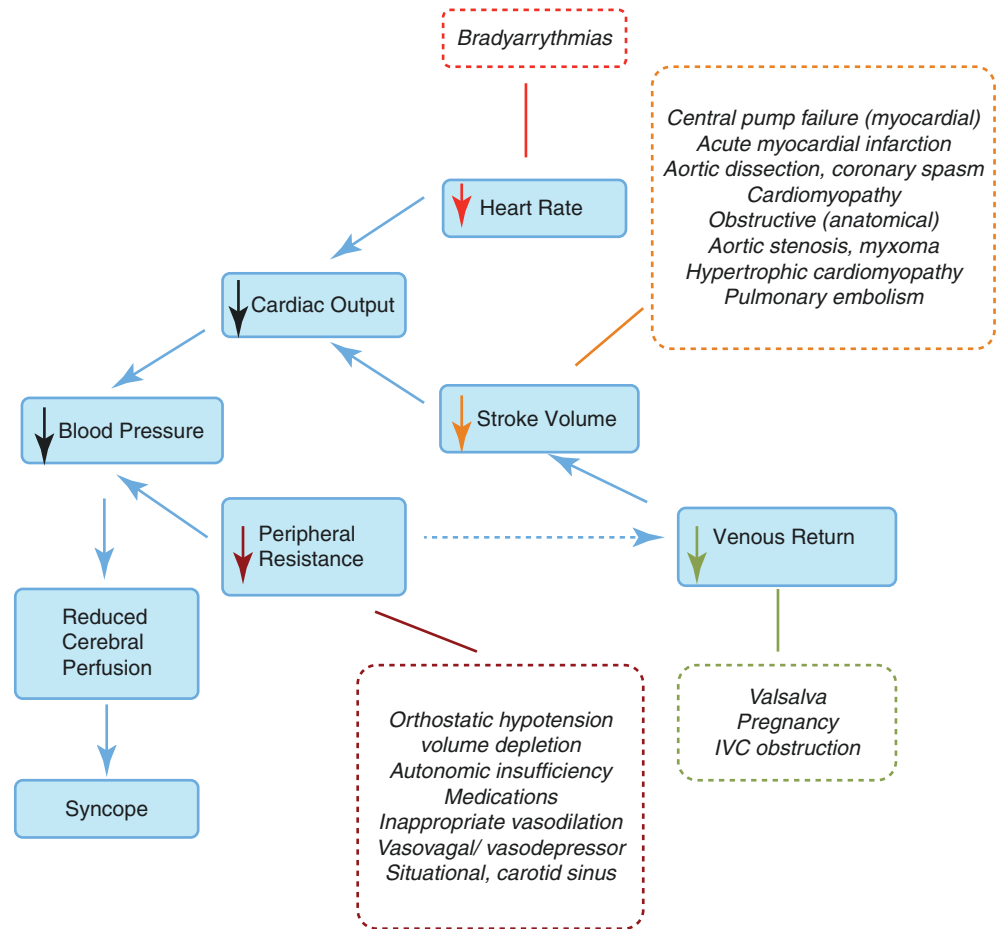 Bradyarrythmias
Central pump failure (myocardial)
Acute myocardial infarction
Aortic dissection, coronary spasm
Cardiomyopathy
Obstructive (anatomical)
Aortic stenosis, myxoma
Hypertrophic cardiomyopathy
Pulmonary embolism
Heart Rate
Cardiac Output
Stroke Volume
Blood Pressure
Peripheral
Resistance
Venous Return
Reduced
Cerebral
Perfusion
Orthostatic hypotension
volume depletion
Autonomic insufficiency
Medications
Inappropriate vasodilation
Vasovagal/ vasodepressor
Situational, carotid sinus
Valsalva
Pregnancy
IVC obstruction
Syncope